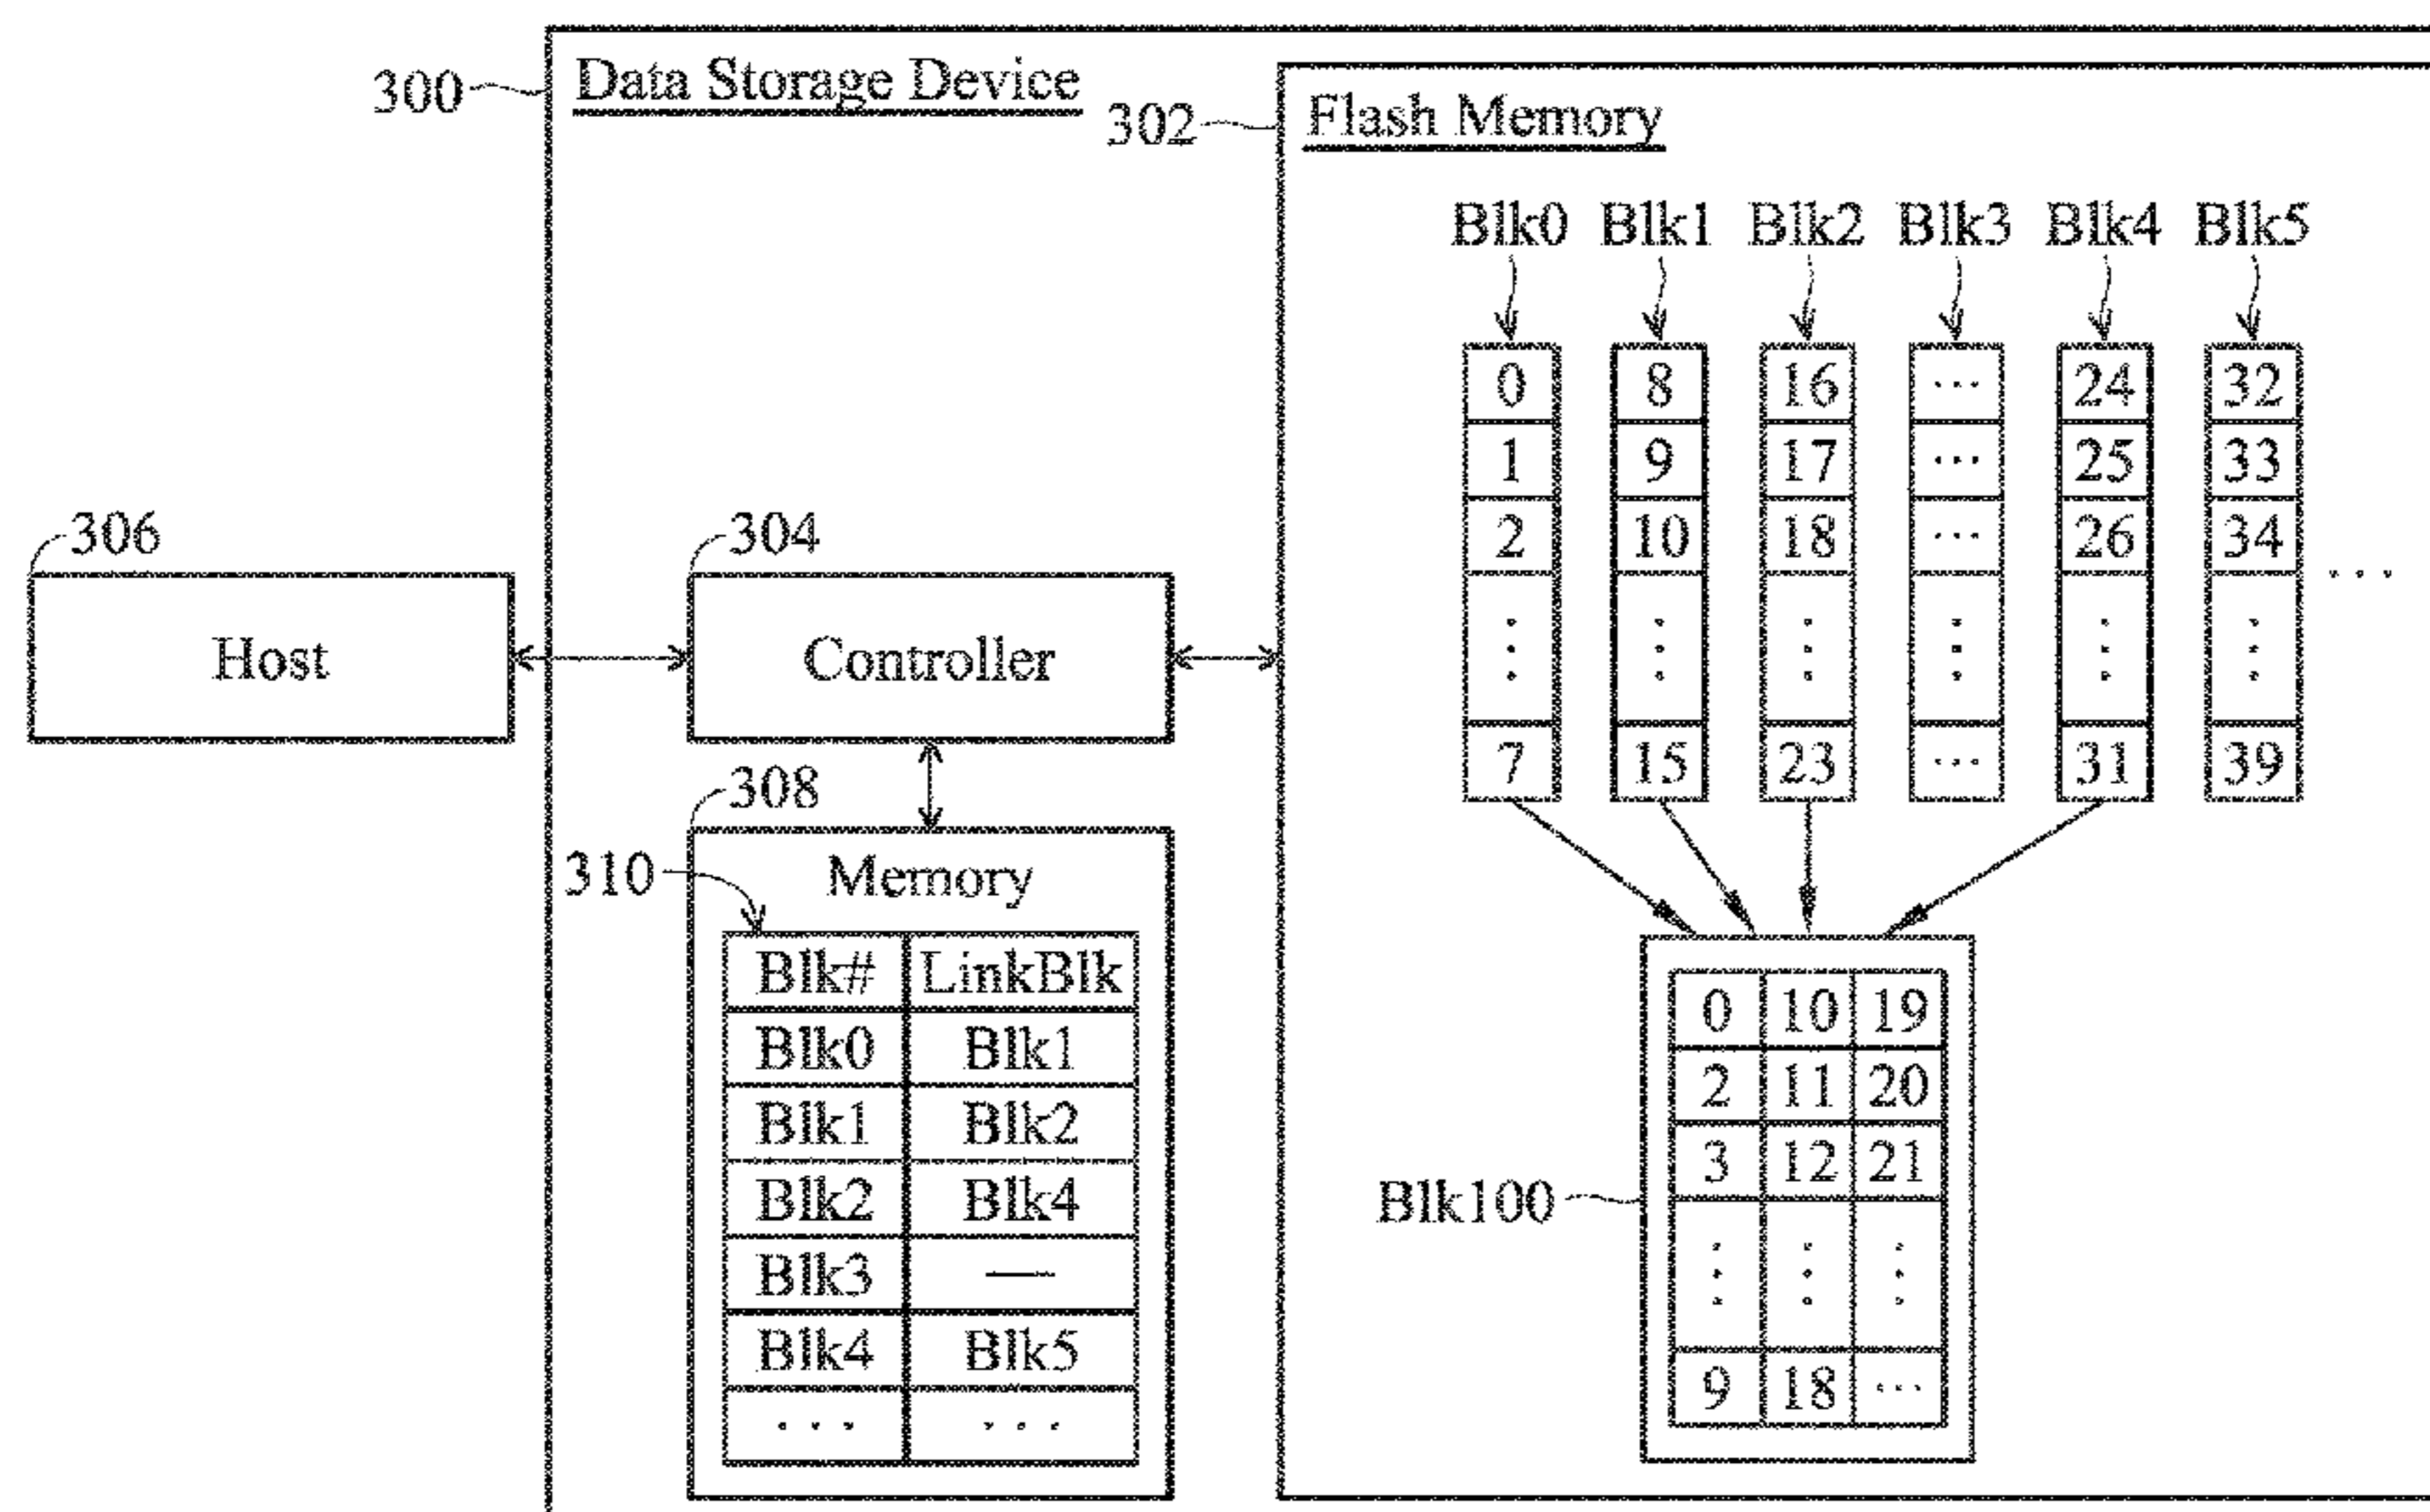 300
Data Storage Device
302
Flash Memory
Blk0 Blk1 Blk2 Blk3 Blk4 Blk5
0 8 16 ... 24 32
1 9 17 ... 25 33
2 10 18 ... 26 34
...
7 15 23 ... 31 39
306
Host
304
Controller
308
Memory
310
Blk# LinkBlk
Blk0 Blk1
Blk1 Blk2
Blk2 Blk4
Blk3 —
Blk4 Blk5
... ...
Blk100
0 10 19
2 11 20
3 12 21
9 18 ...